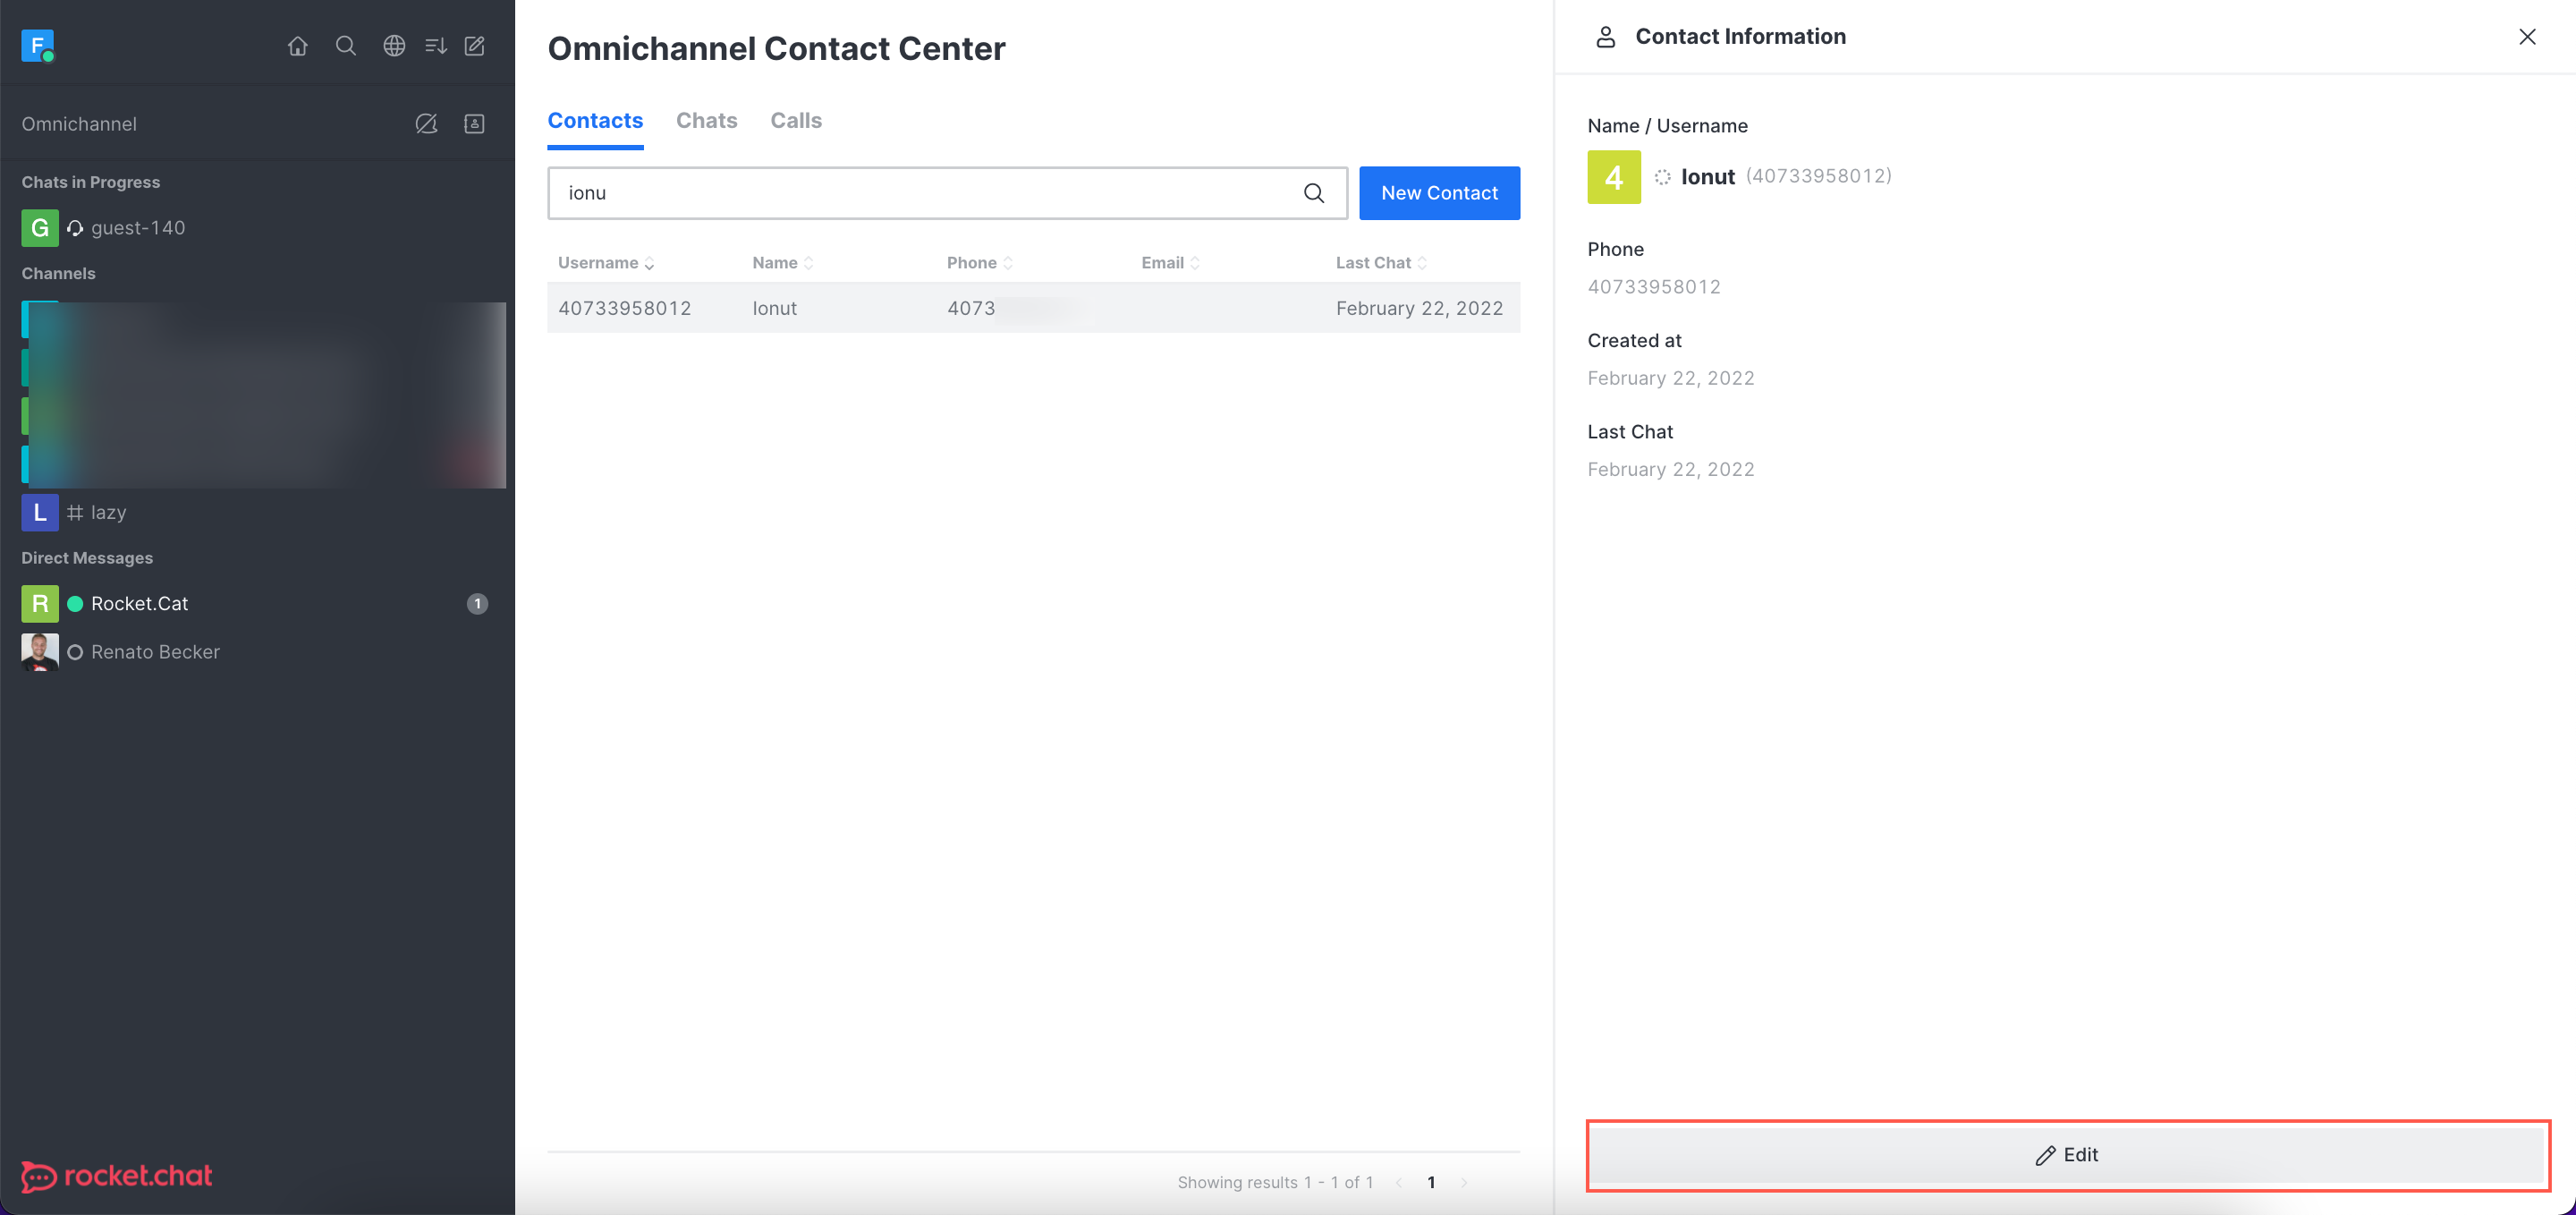 F
Omnichannel
Chats in Progress
G guest-140
Channels
L # lazy
Direct Messages
R Rocket.Cat 1
Renato Becker
rocket.chat
Omnichannel Contact Center
Contacts Chats Calls
ionu New Contact
Username Name Phone Email Last Chat
40733958012 Ionut 4073 February 22, 2022
Showing results 1 - 1 of 1 < 1 >
Contact Information
Name / Username
4 Ionut (40733958012)
Phone
40733958012
Created at
February 22, 2022
Last Chat
February 22, 2022
Edit